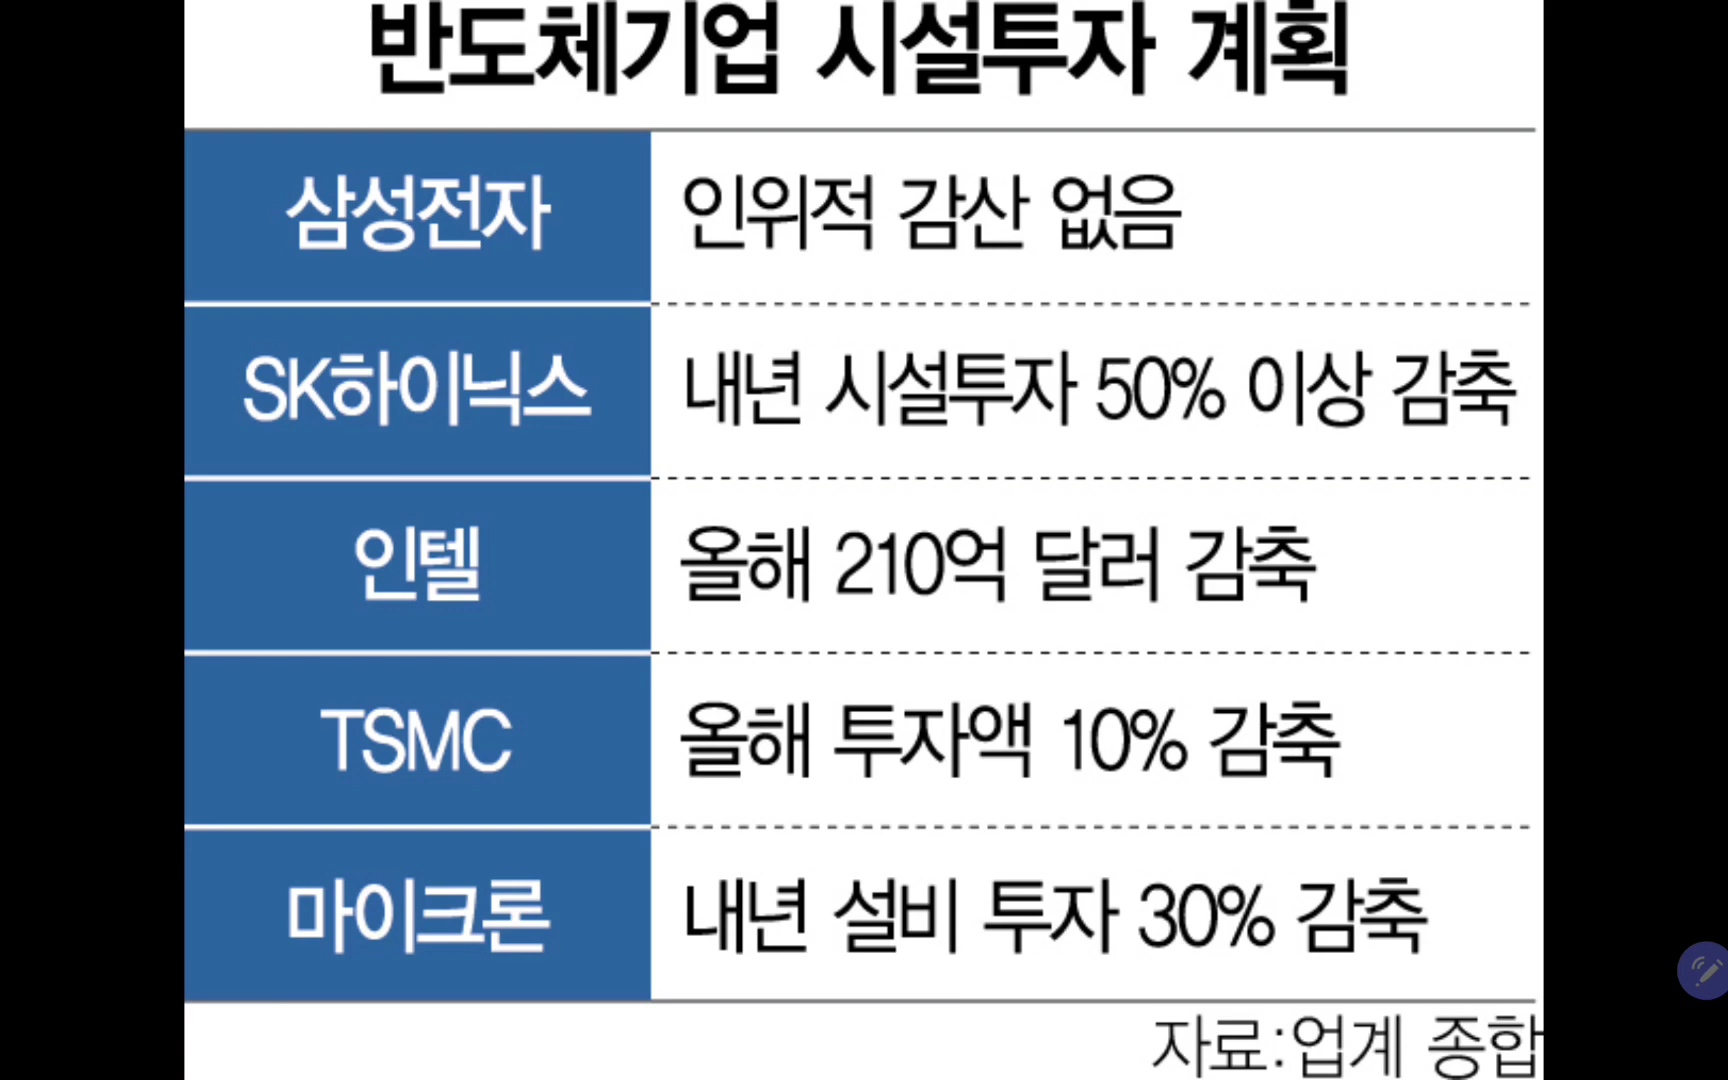 반도체기업 시설투자 계획
삼성전자 인위적 감산 없음
SK하이닉스 내년 시설투자 50% 이상 감축
인텔 올해 210억 달러 감축
TSMC 올해 투자액 10% 감축
마이크론 내년 설비 투자 30% 감축
자료:업계 종합